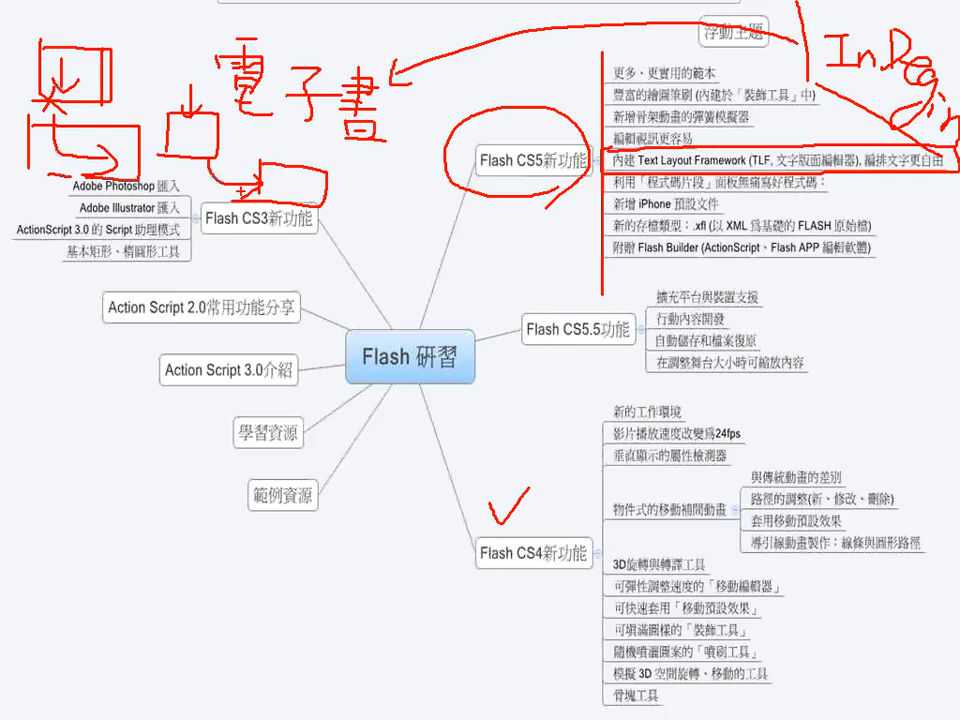 浮動主題
InDesign
電子書
Flash 研習
Flash CS5新功能
更多、更實用的範本
豐富的繪圖筆刷 (內建於「裝飾工具」中)
新增骨架動畫的彈簧模擬器
編輯視訊更容易
內建 Text Layout Framework (TLF, 文字版面編輯器), 編排文字更自由
利用「程式碼片段」面板無痛寫好程式碼：
新增 iPhone 預設文件
新的存檔類型：.xfl (以 XML 為基礎的 FLASH 原始檔)
附贈 Flash Builder (ActionScript、Flash APP 編輯軟體)
Flash CS5.5功能
擴充平台與裝置支援
行動內容開發
自動儲存和檔案復原
在調整舞台大小時可縮放內容
Flash CS4新功能
新的工作環境
影片播放速度改變為24fps
垂直顯示的屬性檢測器
物件式的移動補間動畫
與傳統動畫的差別
路徑的調整(新、修改、刪除)
套用移動預設效果
導引線動畫製作：線條與圖形路徑
3D旋轉與轉譯工具
可彈性調整速度的「移動編輯器」
可快速套用「移動預設效果」
可填滿圖樣的「裝飾工具」
隨機噴灑圖案的「噴刷工具」
模擬 3D 空間旋轉、移動的工具
骨塊工具
Flash CS3新功能
Adobe Photoshop 匯入
Adobe Illustrator 匯入
ActionScript 3.0 的 Script 助理模式
基本矩形、橢圓形工具
Action Script 2.0常用功能分享
Action Script 3.0介紹
學習資源
範例資源